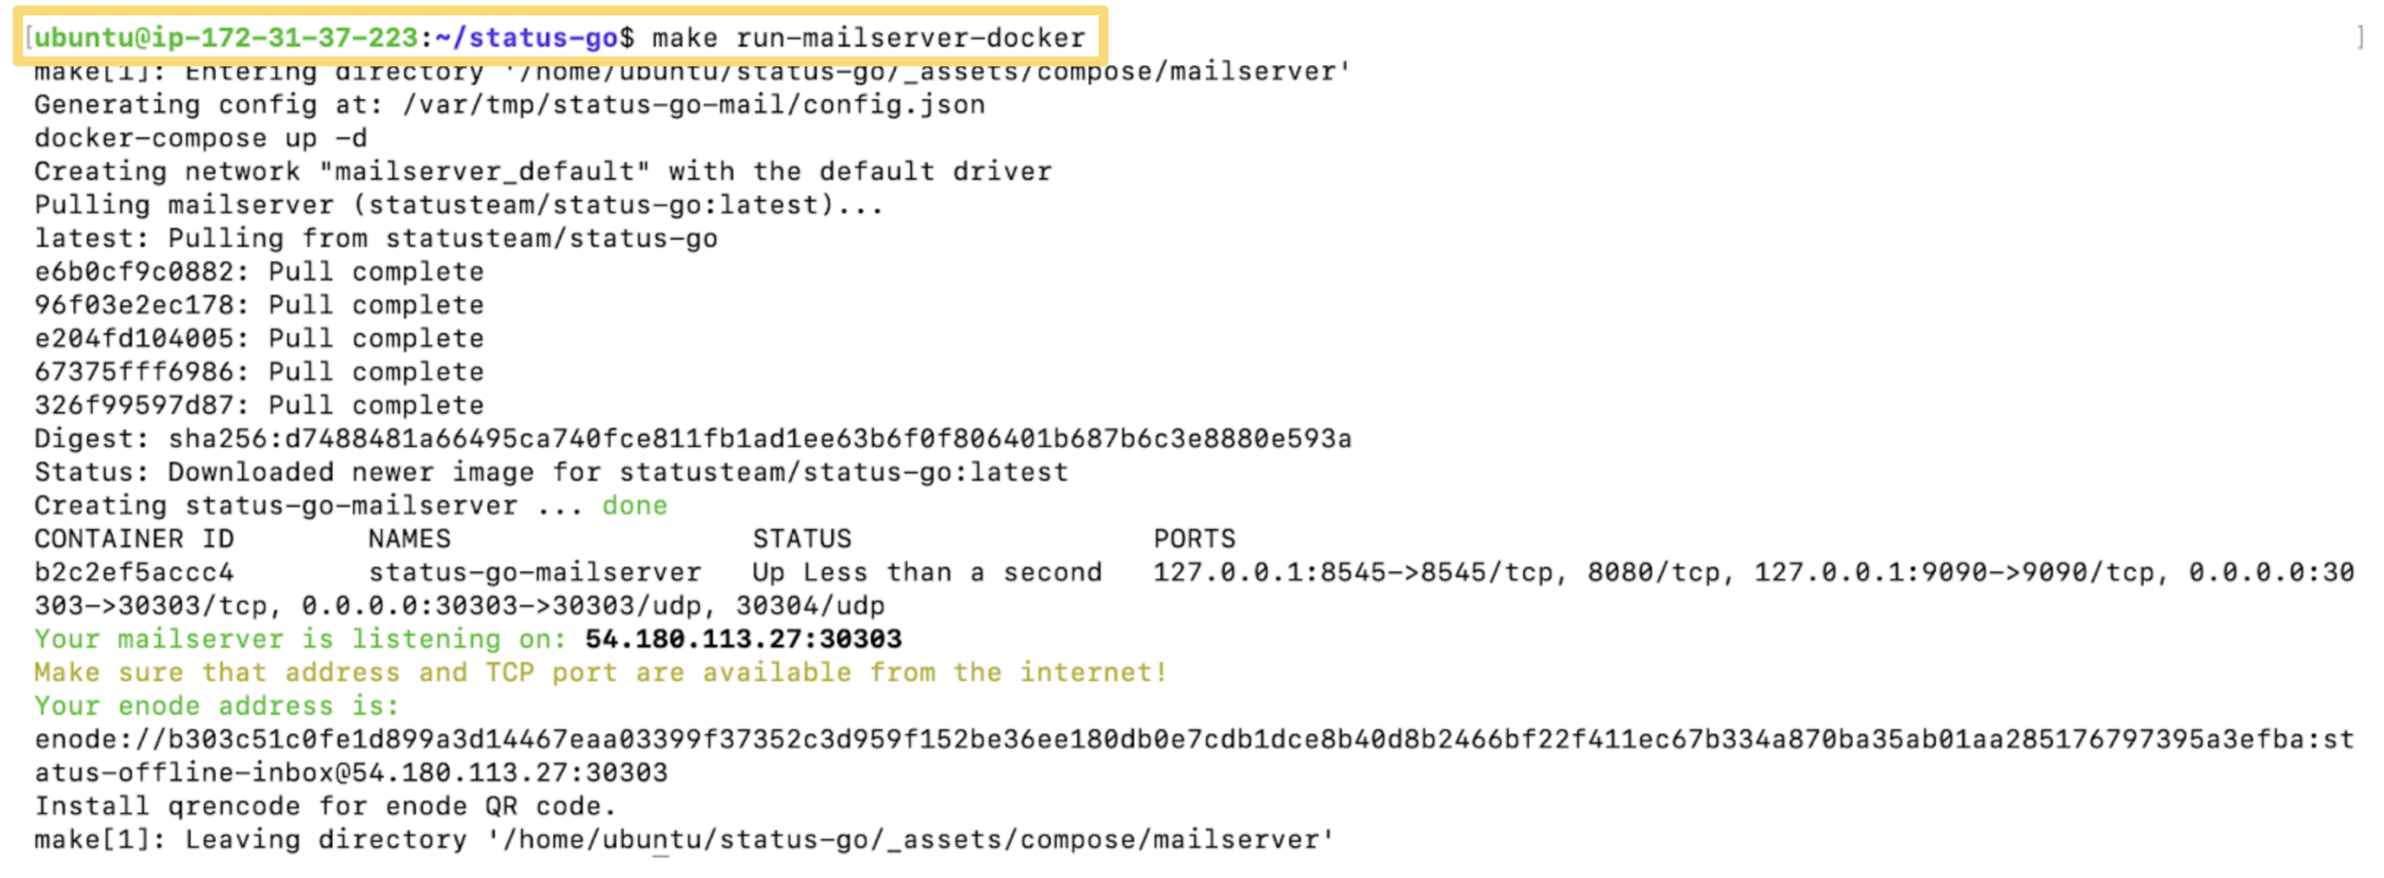 [ubuntu@ip-172-31-37-223:~/status-go$ make run-mailserver-docker ]
make[1]: Entering directory '/home/ubuntu/status-go/_assets/compose/mailserver'
Generating config at: /var/tmp/status-go-mail/config.json
docker-compose up -d
Creating network "mailserver_default" with the default driver
Pulling mailserver (statusteam/status-go:latest)...
latest: Pulling from statusteam/status-go
e6b0cf9c0882: Pull complete
96f03e2ec178: Pull complete
e204fd104005: Pull complete
67375fff6986: Pull complete
326f99597d87: Pull complete
Digest: sha256:d7488481a66495ca740fce811fb1ad1ee63b6f0f806401b687b6c3e8880e593a
Status: Downloaded newer image for statusteam/status-go:latest
Creating status-go-mailserver ... done
CONTAINER ID        NAMES                  STATUS                  PORTS
b2c2ef5accc4        status-go-mailserver   Up Less than a second   127.0.0.1:8545->8545/tcp, 8080/tcp, 127.0.0.1:9090->9090/tcp, 0.0.0.0:30
303->30303/tcp, 0.0.0.0:30303->30303/udp, 30304/udp
Your mailserver is listening on: 54.180.113.27:30303
Make sure that address and TCP port are available from the internet!
Your enode address is:
enode://b303c51c0fe1d899a3d14467eaa03399f37352c3d959f152be36ee180db0e7cdb1dce8b40d8b2466bf22f411ec67b334a870ba35ab01aa285176797395a3efba:st
atus-offline-inbox@54.180.113.27:30303
Install qrencode for enode QR code.
make[1]: Leaving directory '/home/ubuntu/status-go/_assets/compose/mailserver'